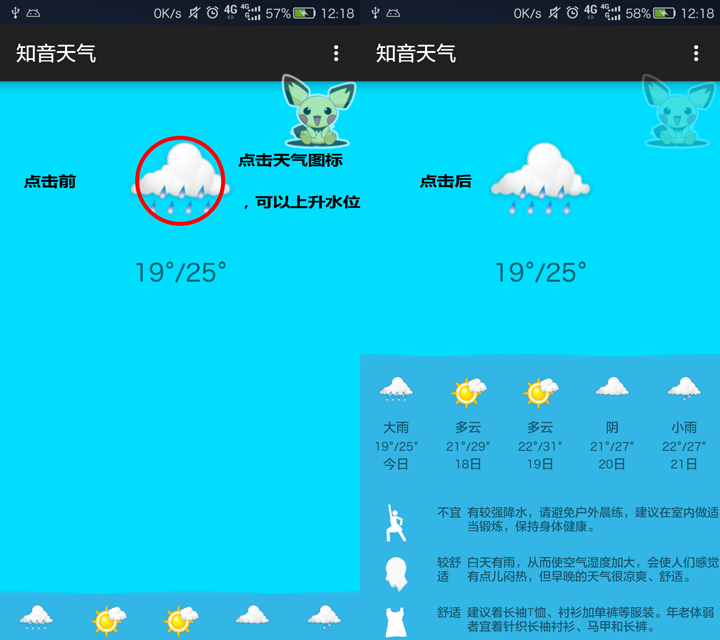 0K/s 4G 4G 57% 12:18
知音天气
点击前
点击天气图标
，可以上升水位
19°/25°
0K/s 4G 4G 58% 12:18
知音天气
点击后
19°/25°
大雨 多云 多云 阴 小雨
19°/25° 21°/29° 22°/31° 21°/27° 22°/27°
今日 18日 19日 20日 21日
不宜 有较强降水，请避免户外晨练，建议在室内做适
当锻炼，保持身体健康。
较舒 白天有雨，从而使空气湿度加大，会使人们感觉
适 有点儿闷热，但早晚的天气很凉爽、舒适。
舒适 建议着长袖T恤、衬衫加单裤等服装。年老体弱
者宜着针织长袖衬衫、马甲和长裤。